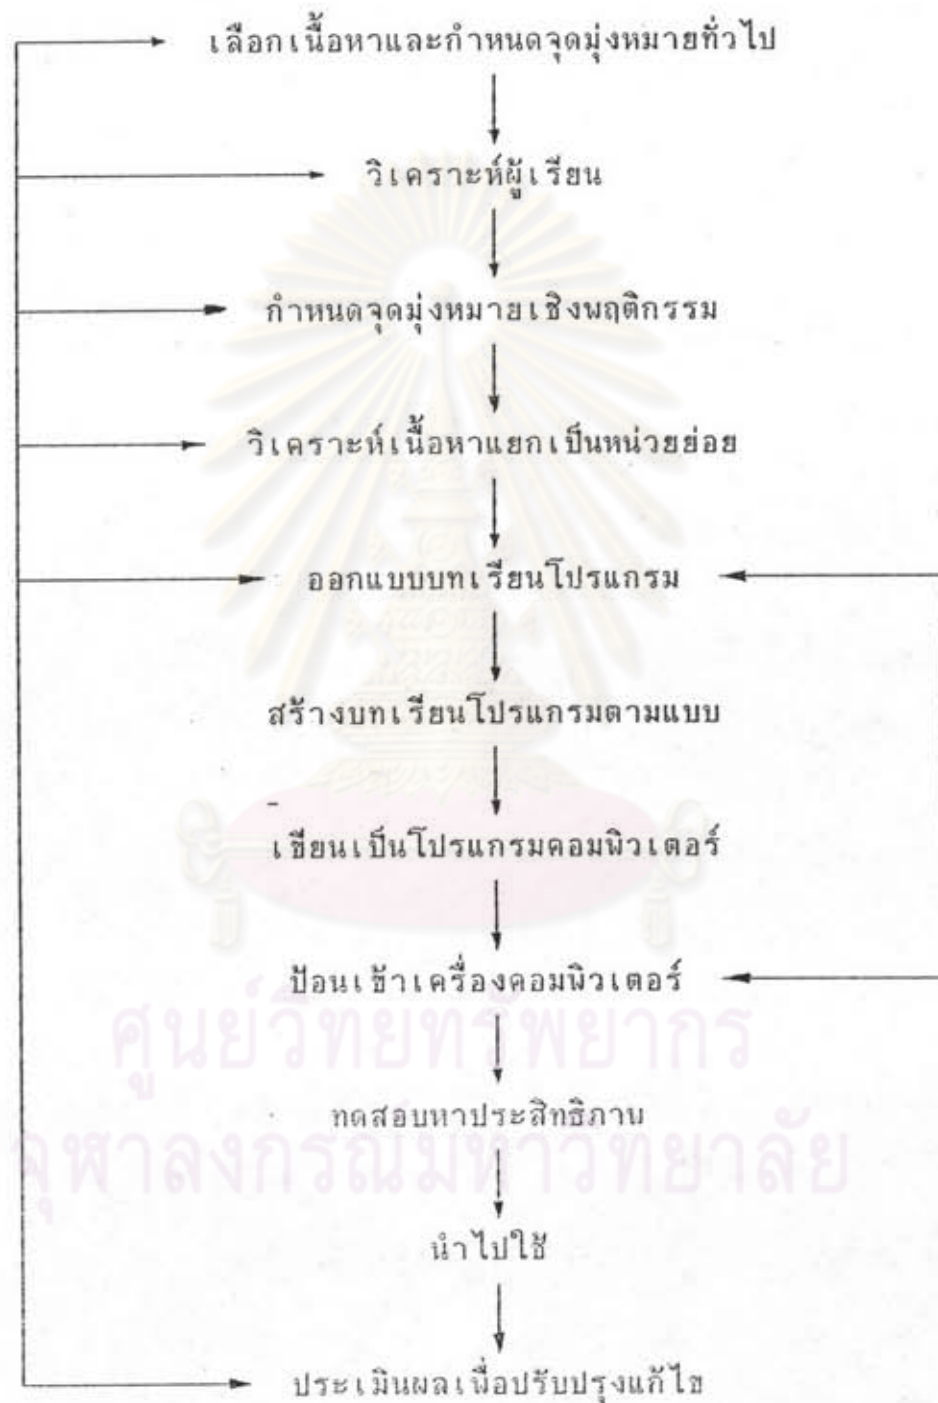 เลือกเนื้อหาและกำหนดจุดมุ่งหมายทั่วไป
วิเคราะห์ผู้เรียน
กำหนดจุดมุ่งหมายเชิงพฤติกรรม
วิเคราะห์เนื้อหาแยกเป็นหน่วยย่อย
ออกแบบบทเรียนโปรแกรม
สร้างบทเรียนโปรแกรมตามแบบ
เขียนเป็นโปรแกรมคอมพิวเตอร์
ป้อนเข้าเครื่องคอมพิวเตอร์
ศูนย์วิทยทรัพยากร
ทดสอบหาประสิทธิภาพ
จุฬาลงกรณ์มหาวิทยาลัย
นำไปใช้
ประเมินผลเพื่อปรับปรุงแก้ไข